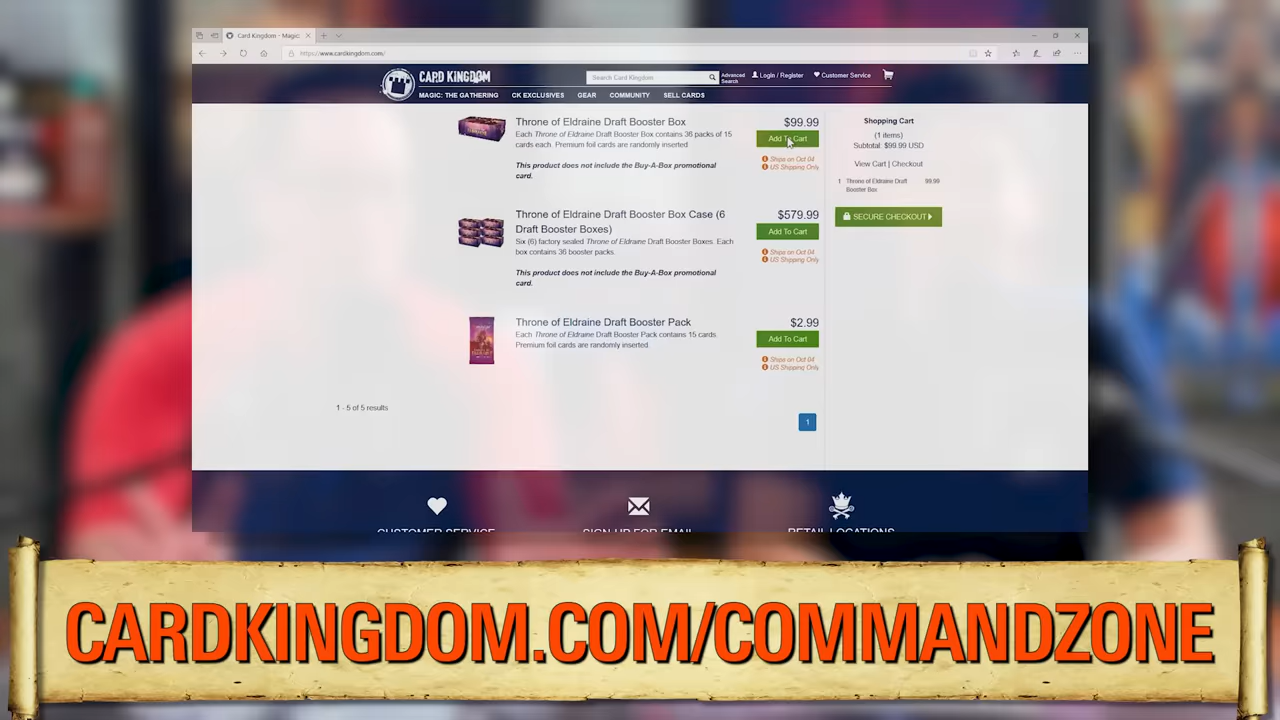 Card Kingdom - Magic:
https://www.cardkingdom.com/
CARD KINGDOM
Search Card Kingdom
Advanced
Search
Login / Register
Customer Service
MAGIC: THE GATHERING
CK EXCLUSIVES
GEAR
COMMUNITY
SELL CARDS
Throne of Eldraine Draft Booster Box
Each Throne of Eldraine Draft Booster Box contains 36 packs of 15
cards each. Premium foil cards are randomly inserted
This product does not include the Buy-A-Box promotional
card.
$99.99
Add To Cart
Ships on Oct 04
US Shipping Only
Throne of Eldraine Draft Booster Box Case (6
Draft Booster Boxes)
Six (6) factory sealed Throne of Eldraine Draft Booster Boxes. Each
box contains 36 booster packs.
This product does not include the Buy-A-Box promotional
card.
$579.99
Add To Cart
Ships on Oct 04
US Shipping Only
Throne of Eldraine Draft Booster Pack
Each Throne of Eldraine Draft Booster Pack contains 15 cards.
Premium foil cards are randomly inserted
$2.99
Add To Cart
Ships on Oct 04
US Shipping Only
Shopping Cart
(1 items)
Subtotal: $99.99 USD
View Cart | Checkout
1 Throne of Eldraine Draft 99.99
Booster Box
SECURE CHECKOUT
1 - 5 of 5 results
1
CUSTOMER SERVICE
SIGN UP FOR EMAIL
RETAIL LOCATIONS
CARDKINGDOM.COM/COMMANDZONE